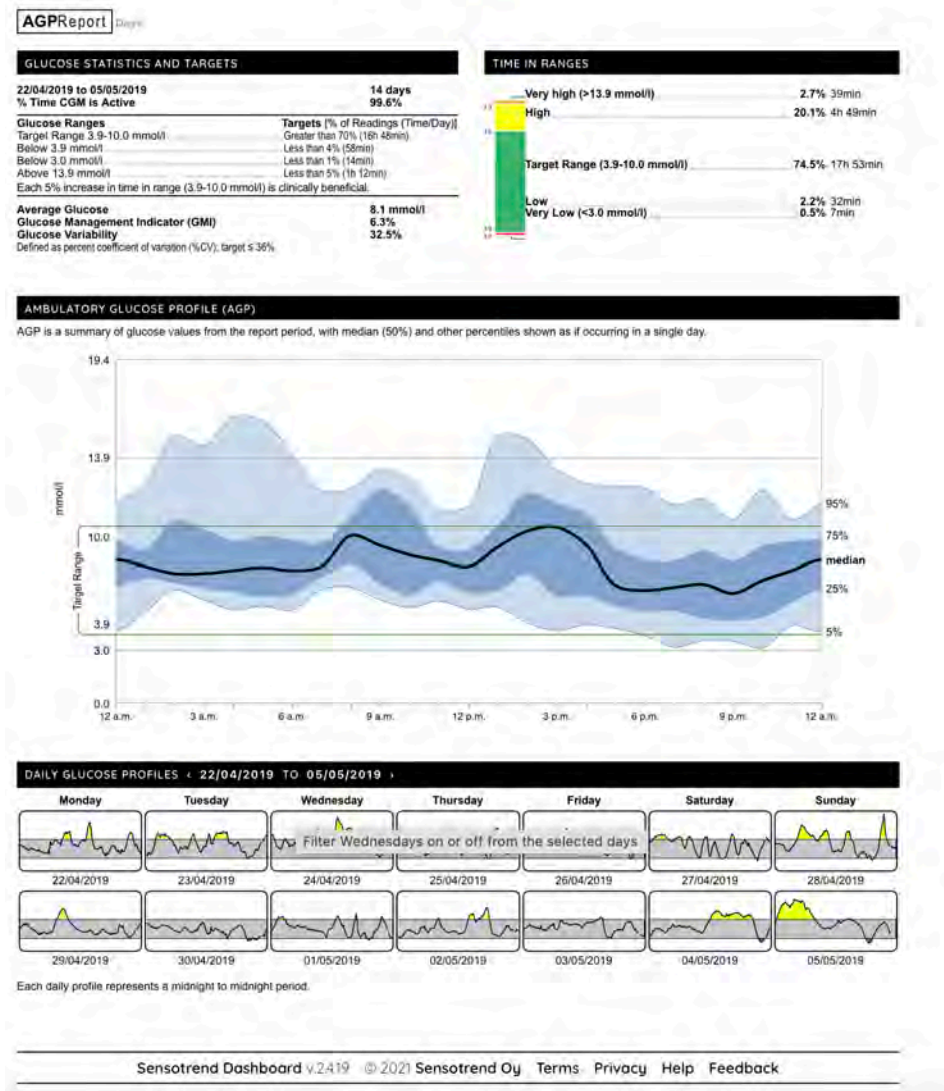 AGPReport Days
GLUCOSE STATISTICS AND TARGETS
22/04/2019 to 05/05/2019 14 days
% Time CGM is Active 99.6%
Glucose Ranges Targets [% of Readings (Time/Day)]
Target Range 3.9-10.0 mmol/l Greater than 70% (16h 48min)
Below 3.9 mmol/l Less than 4% (58min)
Below 3.0 mmol/l Less than 1% (14min)
Above 13.9 mmol/l Less than 5% (1h 12min)
Each 5% increase in time in range (3.9-10.0 mmol/l) is clinically beneficial.
Average Glucose 8.1 mmol/l
Glucose Management Indicator (GMI) 6.3%
Glucose Variability 32.5%
Defined as percent coefficient of variation (%CV); target ≤ 36%
TIME IN RANGES
Very high (>13.9 mmol/l) 2.7% 39min
High 20.1% 4h 49min
Target Range (3.9-10.0 mmol/l) 74.5% 17h 53min
Low 2.2% 32min
Very Low (<3.0 mmol/l) 0.5% 7min
AMBULATORY GLUCOSE PROFILE (AGP)
AGP is a summary of glucose values from the report period, with median (50%) and other percentiles shown as if occurring in a single day.
19.4
13.9
mmol/l
95%
10.0
75%
Target Range
median
25%
3.9
5%
3.0
0.0
12 a.m. 3 a.m. 6 a.m. 9 a.m. 12 p.m. 3 p.m. 6 p.m. 9 p.m. 12 a.m.
DAILY GLUCOSE PROFILES ‹ 22/04/2019 TO 05/05/2019 ›
Monday Tuesday Wednesday Thursday Friday Saturday Sunday
Filter Wednesdays on or off from the selected days
22/04/2019 23/04/2019 24/04/2019 25/04/2019 26/04/2019 27/04/2019 28/04/2019
29/04/2019 30/04/2019 01/05/2019 02/05/2019 03/05/2019 04/05/2019 05/05/2019
Each daily profile represents a midnight to midnight period.
Sensotrend Dashboard v.2.4.19 © 2021 Sensotrend Oy Terms Privacy Help Feedback